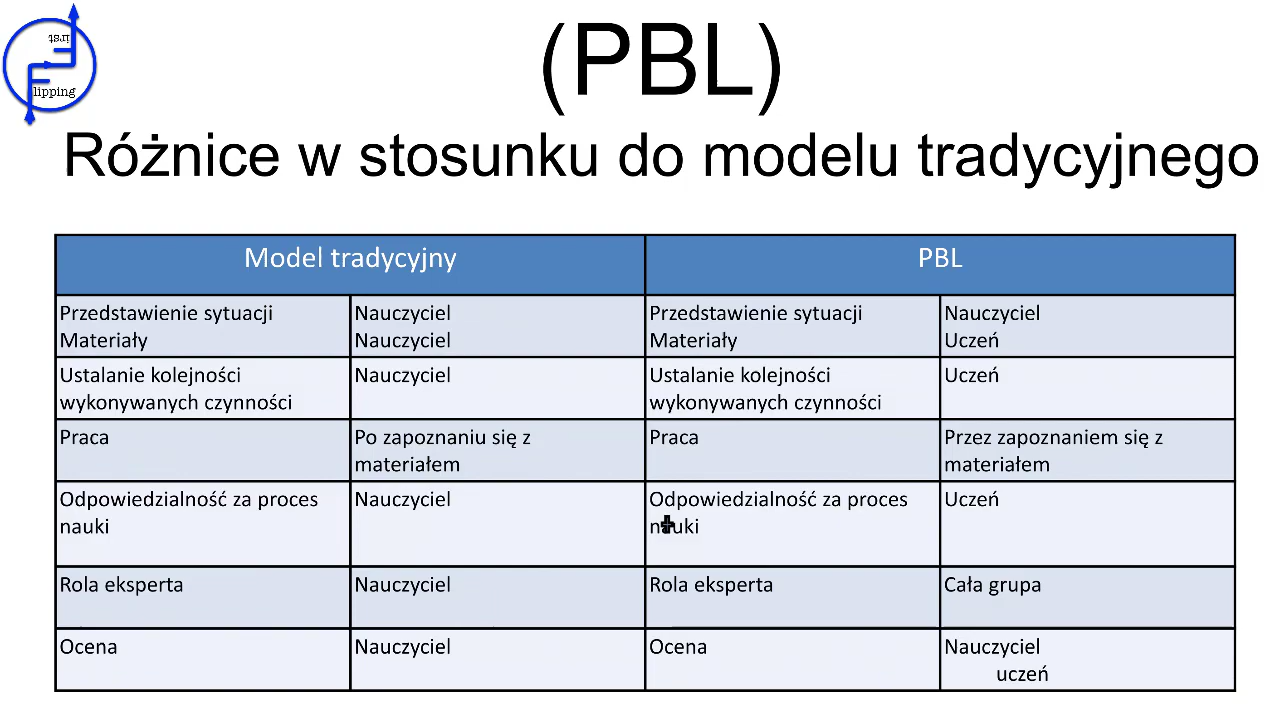 irst
lipping
(PBL)
Różnice w stosunku do modelu tradycyjnego
Model tradycyjny
PBL
Przedstawienie sytuacji
Materiały
Nauczyciel
Nauczyciel
Przedstawienie sytuacji
Materiały
Nauczyciel
Uczeń
Ustalanie kolejności
wykonywanych czynności
Nauczyciel
Ustalanie kolejności
wykonywanych czynności
Uczeń
Praca
Po zapoznaniu się z
materiałem
Praca
Przez zapoznaniem się z
materiałem
Odpowiedzialność za proces
nauki
Nauczyciel
Odpowiedzialność za proces
nauki
Uczeń
Rola eksperta
Nauczyciel
Rola eksperta
Cała grupa
Ocena
Nauczyciel
Ocena
Nauczyciel
uczeń